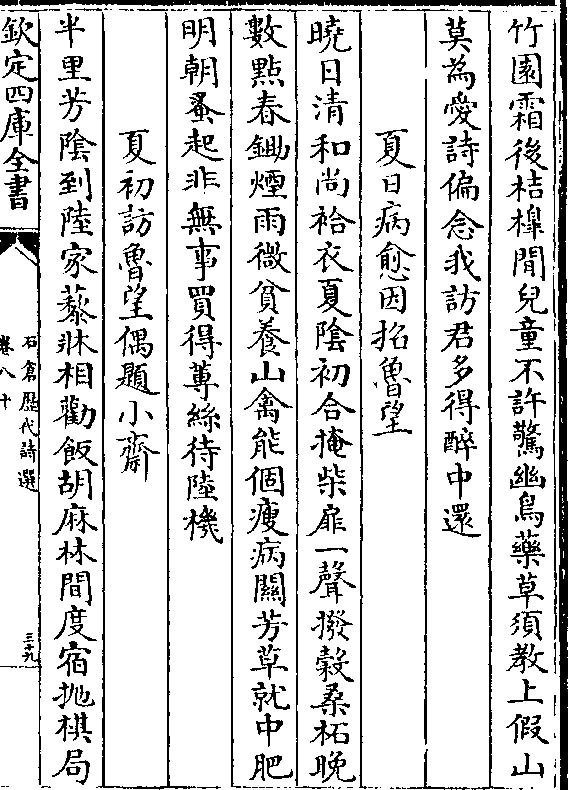 竹園霜後桔橰閒兒童不許驚幽鳥藥草須教上假山
莫為愛詩偏念我訪君多得醉中還
夏日病愈因招魯望
曉日清和尚袷衣夏陰初合掩柴扉一聲撥榖桑柘晚
數點春鋤煙雨微貧養山禽能個瘦病關芳草就中肥
明朝蚤起非無事買得蓴絲待陸機
夏初訪魯望偶題小齋
半里芳陰到陸家藜牀相勸飯胡麻林間度宿抛棋局
欽定四庫全書
石倉歷代詩選
卷八十
三十九